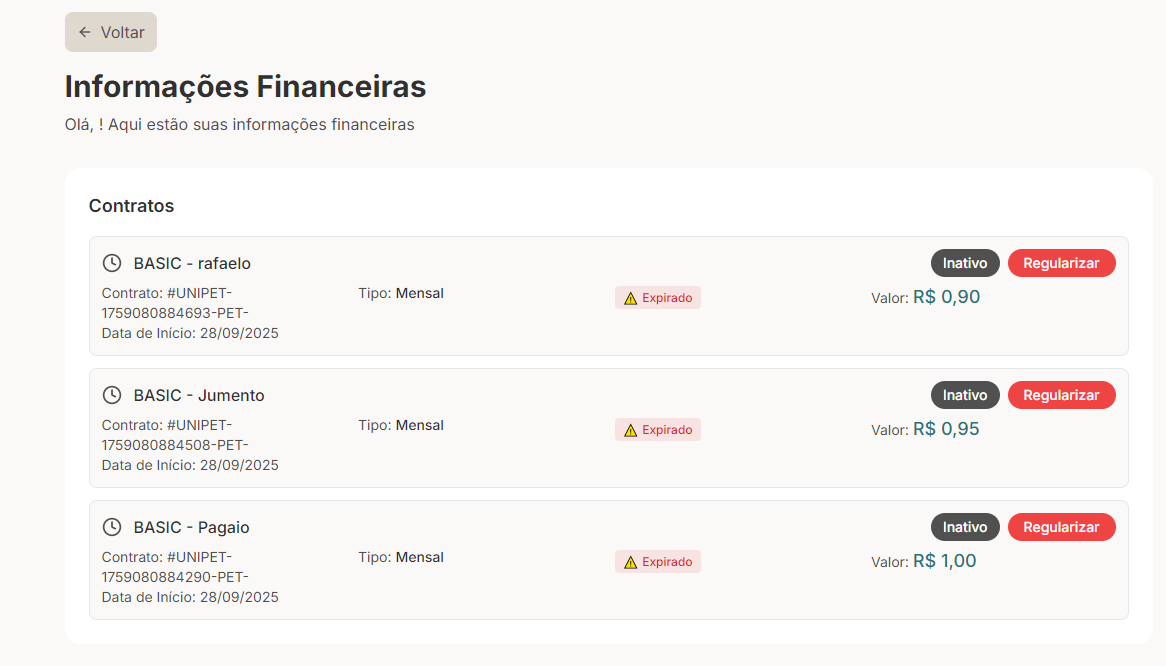 Voltar
Informações Financeiras
Olá, ! Aqui estão suas informações financeiras
Contratos
BASIC - rafaelo
Inativo
Regularizar
Contrato: #UNIPET-
1759080884693-PET-
Data de Início: 28/09/2025
Tipo: Mensal
Expirado
Valor: R$ 0,90
BASIC - Jumento
Inativo
Regularizar
Contrato: #UNIPET-
1759080884508-PET-
Data de Início: 28/09/2025
Tipo: Mensal
Expirado
Valor: R$ 0,95
BASIC - Pagaio
Inativo
Regularizar
Contrato: #UNIPET-
1759080884290-PET-
Data de Início: 28/09/2025
Tipo: Mensal
Expirado
Valor: R$ 1,00